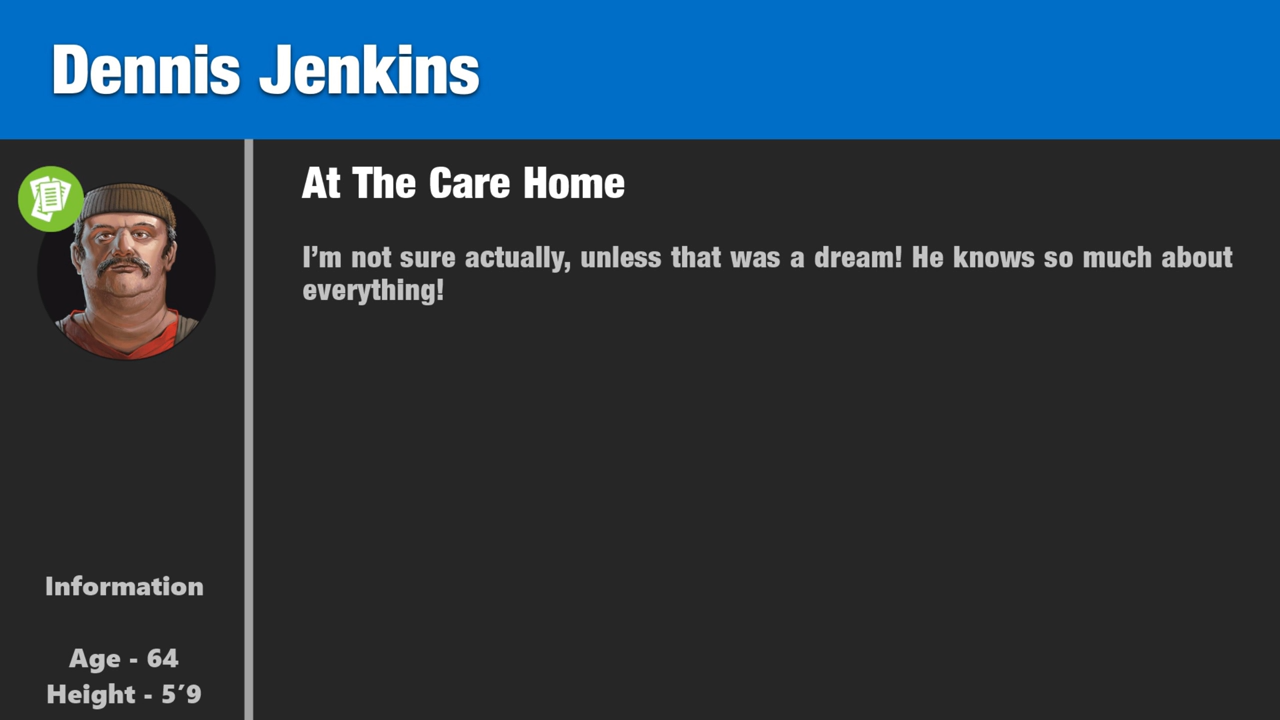 Dennis Jenkins
At The Care Home
I’m not sure actually, unless that was a dream! He knows so much about
everything!
Information
Age - 64
Height - 5′9